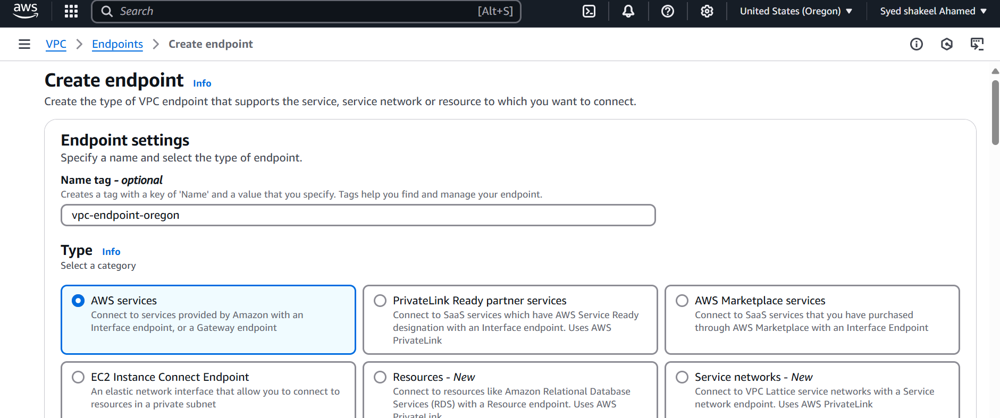 aws
Search [Alt+S]
United States (Oregon)
Syed shakeel Ahamed
VPC
Endpoints
Create endpoint
Create endpoint Info
Create the type of VPC endpoint that supports the service, service network or resource to which you want to connect.
Endpoint settings
Specify a name and select the type of endpoint.
Name tag - optional
Creates a tag with a key of 'Name' and a value that you specify. Tags help you find and manage your endpoint.
vpc-endpoint-oregon
Type Info
Select a category
AWS services
Connect to services provided by Amazon with an
Interface endpoint, or a Gateway endpoint
PrivateLink Ready partner services
Connect to SaaS services which have AWS Service Ready
designation with an Interface endpoint. Uses AWS
PrivateLink
AWS Marketplace services
Connect to SaaS services that you have purchased
through AWS Marketplace with an Interface Endpoint
EC2 Instance Connect Endpoint
An elastic network interface that allow you to connect to
resources in a private subnet
Resources - New
Connect to resources like Amazon Relational Database
Services (RDS) with a Resource endpoint. Uses AWS
PrivateLink
Service networks - New
Connect to VPC Lattice service networks with a Service
network endpoint. Uses AWS PrivateLink